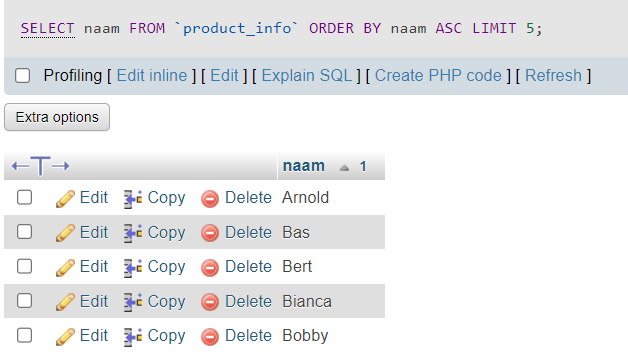 SELECT naam FROM `product_info` ORDER BY naam ASC LIMIT 5;
Profiling [ Edit inline ] [ Edit ] [ Explain SQL ] [ Create PHP code ] [ Refresh ]
Extra options
naam 1
Edit Copy Delete Arnold
Edit Copy Delete Bas
Edit Copy Delete Bert
Edit Copy Delete Bianca
Edit Copy Delete Bobby